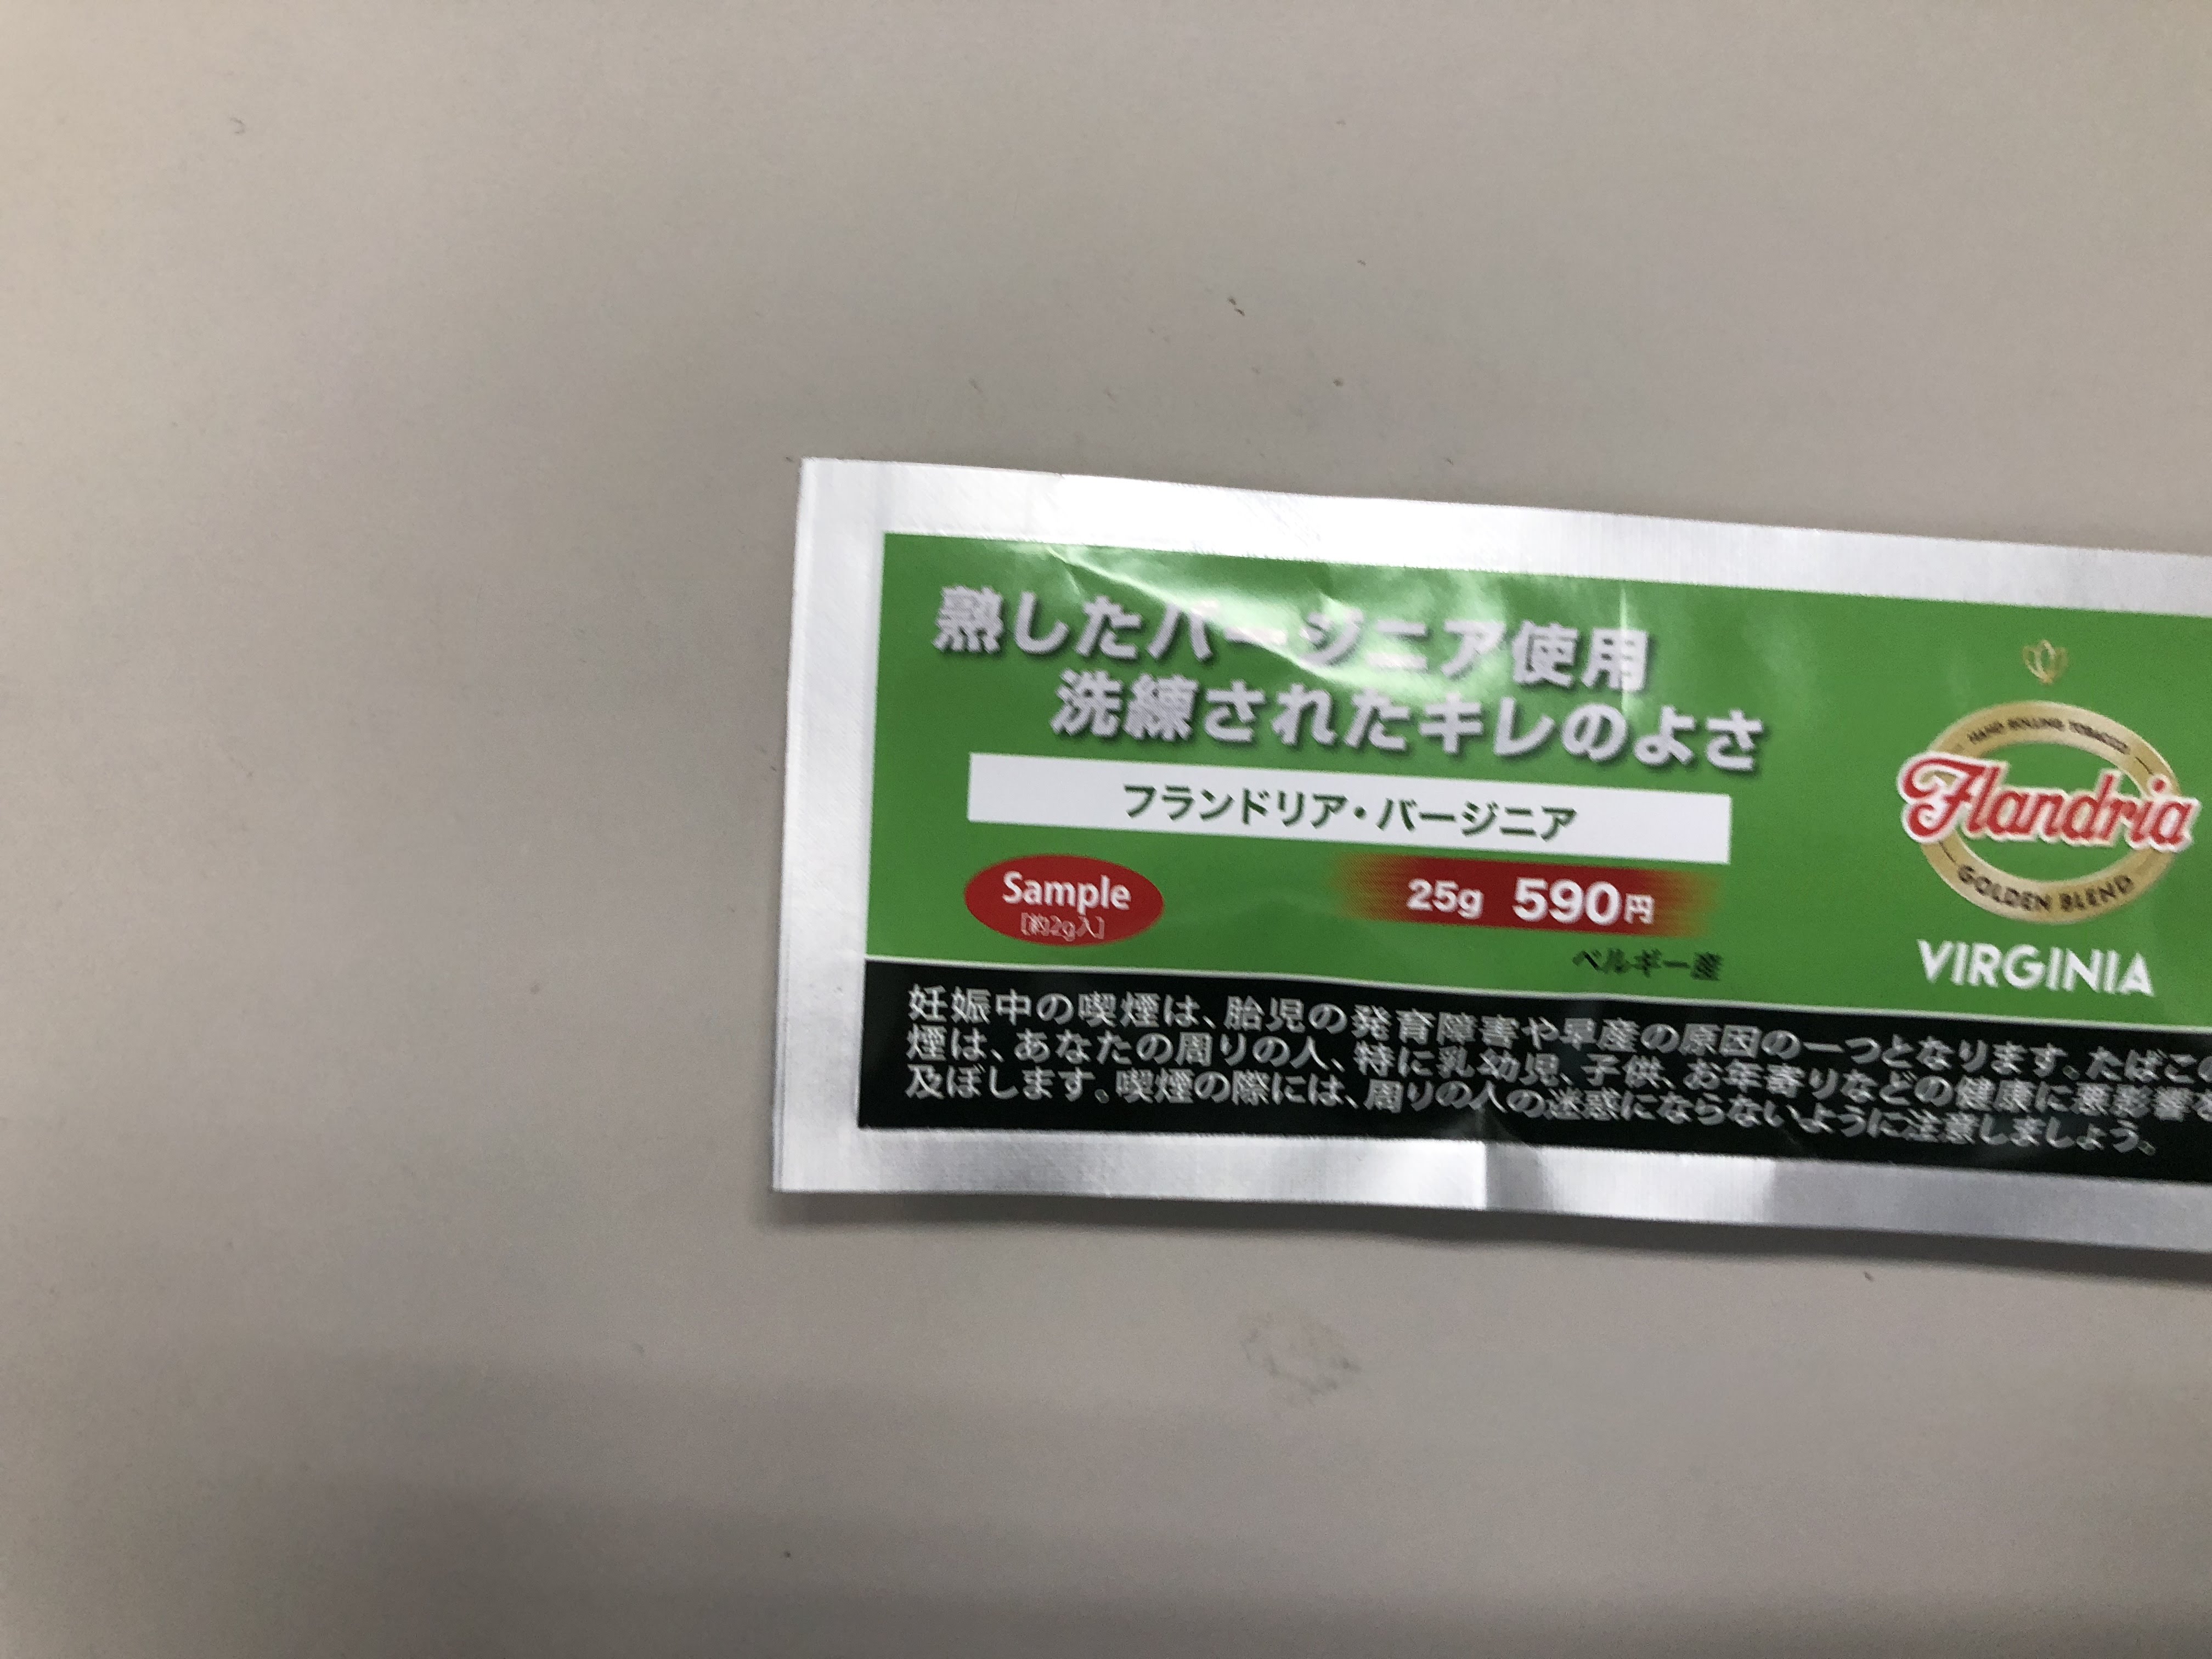 熟したバージニア使用
洗練されたキレのよさ
フランドリア・バージニア
Sample
[約2g入]
25g 590円
ベルギー産
HAND ROLLING TOBACCO
Flandria
GOLDEN BLEND
VIRGINIA
妊娠中の喫煙は、胎児の発育障害や早産の原因の一つとなります。たばこの
煙は、あなたの周りの人、特に乳幼児、子供、お年寄りなどの健康に悪影響を
及ぼします。喫煙の際には、周りの人の迷惑にならないように注意しましょう。